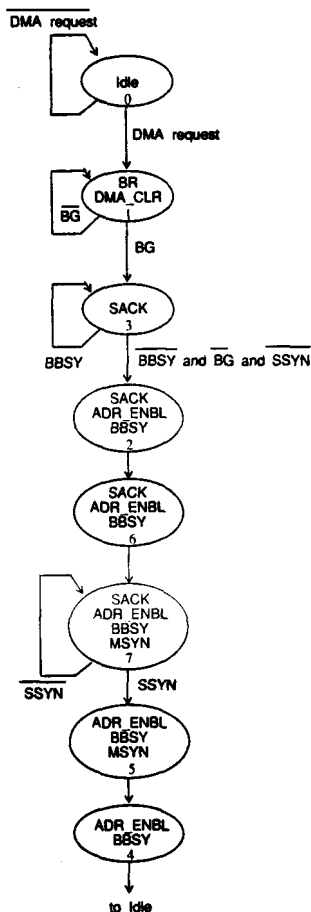 DMA request
Idle
0
DMA request
BR
DMA_CLR
BG
BG
SACK
3
BBSY
BBSY and BG and SSYN
SACK
ADR_ENBL
BBSY
2
SACK
ADR_ENBL
BBSY
6
SACK
ADR_ENBL
BBSY
MSYN
7
SSYN
SSYN
ADR_ENBL
BBSY
MSYN
5
ADR_ENBL
BBSY
4
to Idle